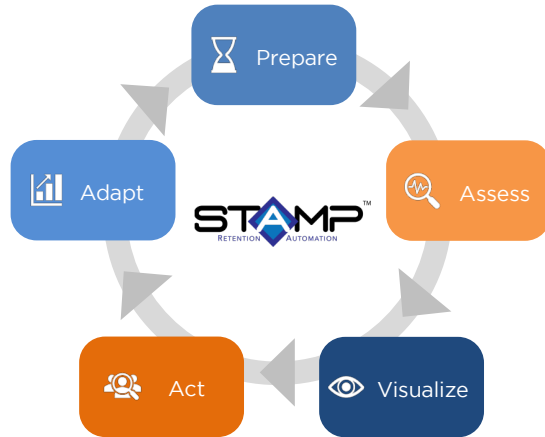 Prepare
Assess
Visualize
Act
Adapt
STAMP™
RETENTION AUTOMATION